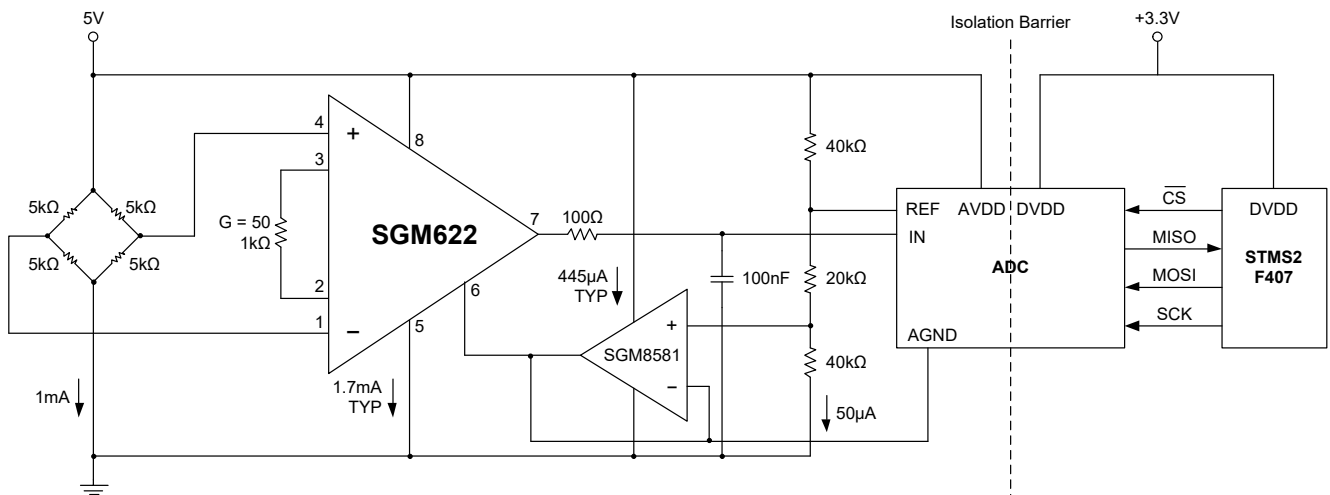 5V
Isolation Barrier
+3.3V
4
+
8
40kΩ
5kΩ
5kΩ
3
G = 50
1kΩ
SGM622
7
100Ω
REF
AVDD
DVDD
CS
DVDD
IN
MISO
5kΩ
5kΩ
ADC
STMS2
F407
2
445μA
TYP
6
100nF
20kΩ
MOSI
1
−
5
+
SCK
SGM8581
AGND
1mA
1.7mA
TYP
−
40kΩ
50μA